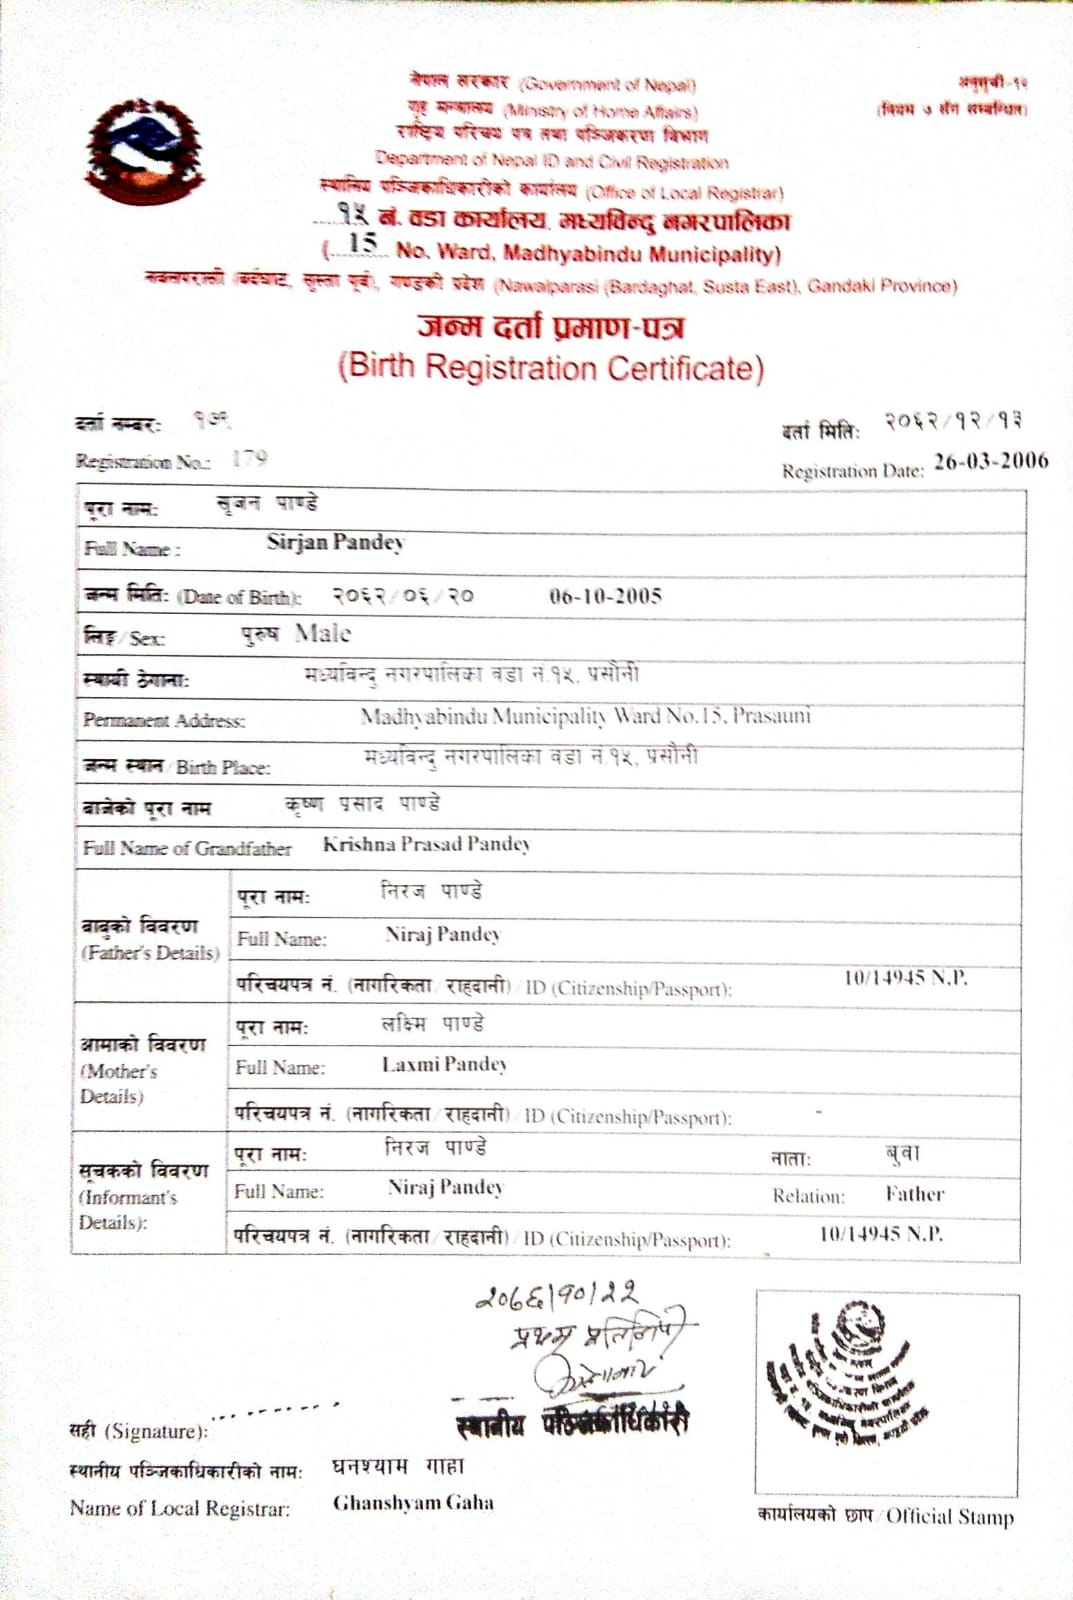 नेपाल सरकार (Government of Nepal)
अनुसूची-१२
गृह मन्त्रालय (Ministry of Home Affairs)
(नियम ७ सँग सम्बन्धित)
राष्ट्रिय परिचय पत्र तथा पञ्जिकरण विभाग
Department of Nepal ID and Civil Registration
स्थानिय पञ्जिकाधिकारीको कार्यालय (Office of Local Registrar)
१५ नं. वडा कार्यालय, मध्यविन्दु नगरपालिका
(....15.... No. Ward, Madhyabindu Municipality)
नवलपरासी (बर्दघाट, सुस्ता पूर्व), गण्डकी प्रदेश (Nawalparasi (Bardaghat, Susta East), Gandaki Province)
जन्म दर्ता प्रमाण-पत्र
(Birth Registration Certificate)
दर्ता नम्बर: १७९
दर्ता मिति: २०६२/१२/१३
Registration No.: 179
Registration Date: 26-03-2006
पूरा नाम: सृजन पाण्डे
Full Name : Sirjan Pandey
जन्म मिति: (Date of Birth): २०६२/०६/२० 06-10-2005
लिङ्ग/Sex: पुरुष Male
स्थायी ठेगाना: मध्यविन्दु नगरपालिका वडा नं.१५, प्रसौनी
Permanent Address: Madhyabindu Municipality Ward No.15, Prasauni
जन्म स्थान/Birth Place: मध्यविन्दु नगरपालिका वडा नं.१५, प्रसौनी
बाजेको पूरा नाम कृष्ण प्रसाद पाण्डे
Full Name of Grandfather Krishna Prasad Pandey
बाबुको विवरण
(Father's Details)
पूरा नाम: निरज पाण्डे
Full Name: Niraj Pandey
परिचयपत्र नं. (नागरिकता/राहदानी)/ID (Citizenship/Passport): 10/14945 N.P.
आमाको विवरण
(Mother's
Details)
पूरा नाम: लक्ष्मि पाण्डे
Full Name: Laxmi Pandey
परिचयपत्र नं. (नागरिकता/राहदानी)/ID (Citizenship/Passport): -
सूचकको विवरण
(Informant's
Details):
पूरा नाम: निरज पाण्डे नाता: बुवा
Full Name: Niraj Pandey Relation: Father
परिचयपत्र नं. (नागरिकता/राहदानी)/ID (Citizenship/Passport): 10/14945 N.P.
२०७६/१०/२२
प्रथम प्रतिलिपी
स्थानीय पञ्जिकाधिकारी
सही (Signature):
स्थानीय पञ्जिकाधिकारीको नाम: घनश्याम गाहा
Name of Local Registrar: Ghanshyam Gaha
कार्यालयको छाप/Official Stamp